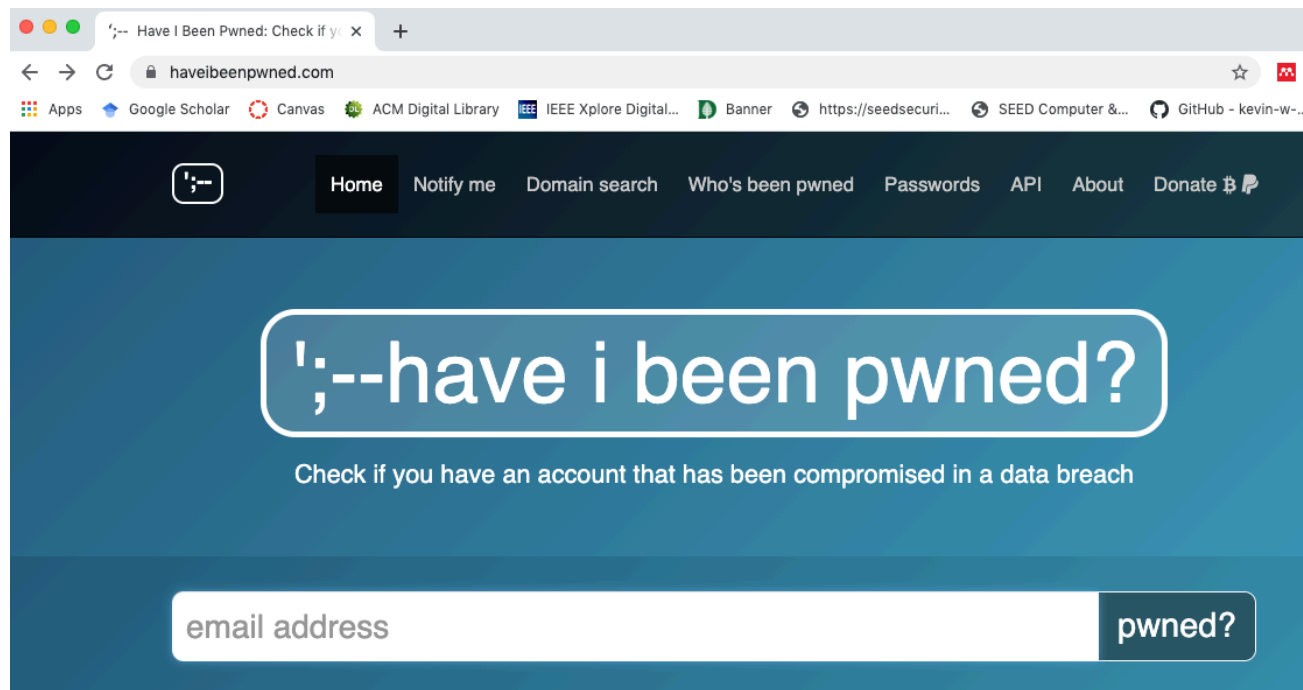 ';-- Have I Been Pwned: Check if y
haveibeenpwned.com
Apps Google Scholar Canvas DL ACM Digital Library IEEE IEEE Xplore Digital... Banner https://seedsecuri... SEED Computer &... GitHub - kevin-w-...
';-- Home Notify me Domain search Who's been pwned Passwords API About Donate
';--have i been pwned?
Check if you have an account that has been compromised in a data breach
email address pwned?